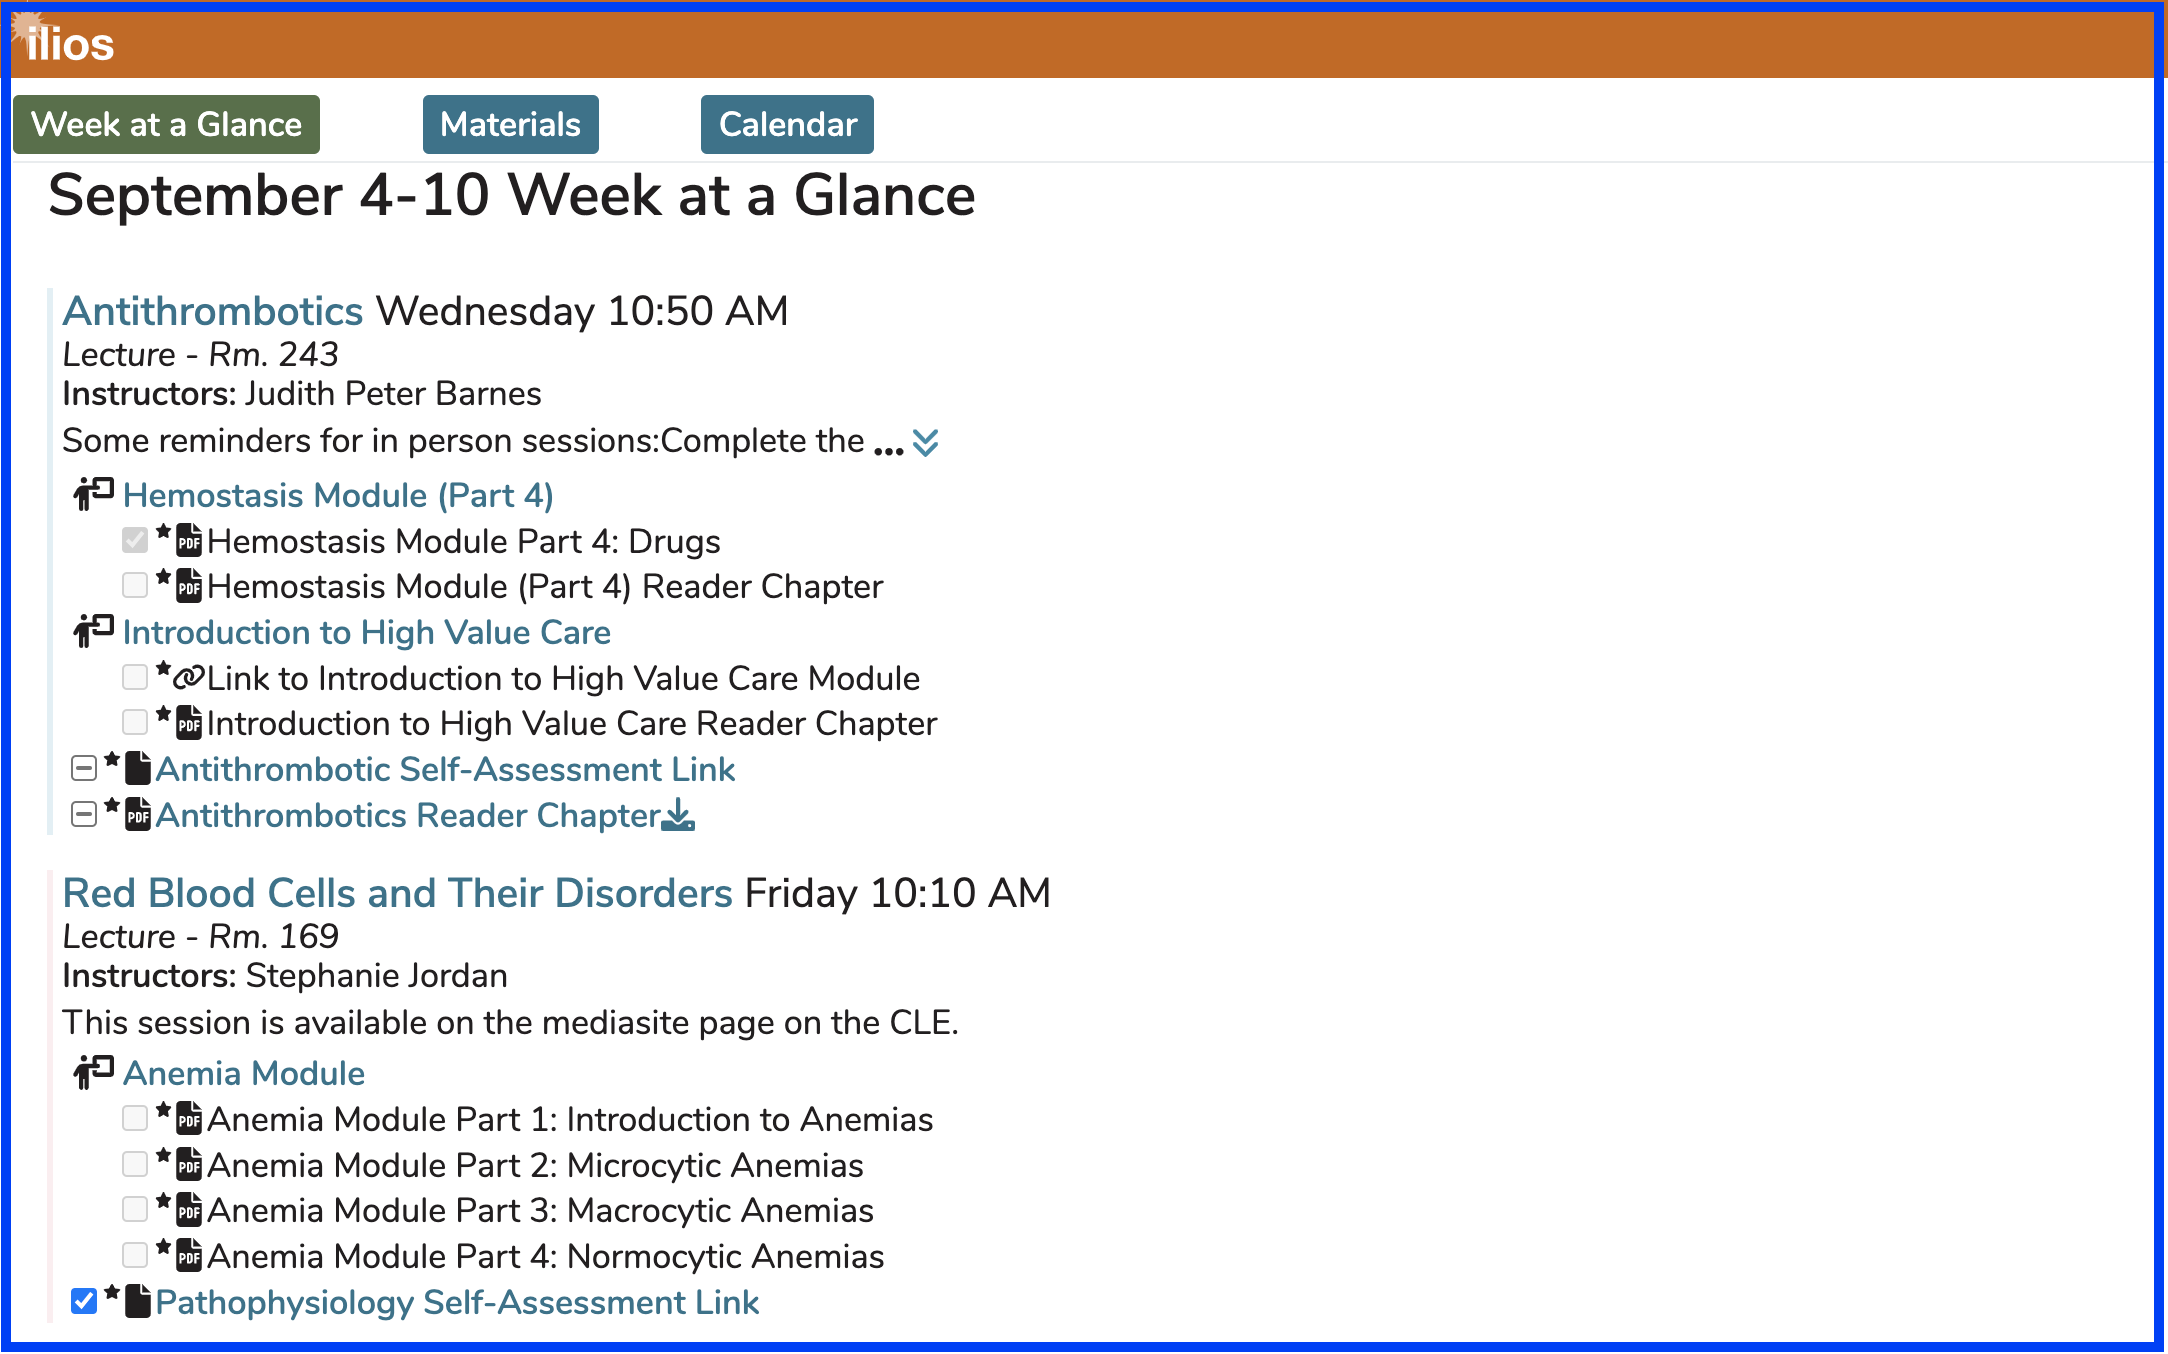 ilios
Week at a Glance
Materials
Calendar
September 4-10 Week at a Glance
Antithrombotics Wednesday 10:50 AM
Lecture - Rm. 243
Instructors: Judith Peter Barnes
Some reminders for in person sessions:Complete the ...
Hemostasis Module (Part 4)
PDF Hemostasis Module Part 4: Drugs
PDF Hemostasis Module (Part 4) Reader Chapter
Introduction to High Value Care
Link to Introduction to High Value Care Module
PDF Introduction to High Value Care Reader Chapter
Antithrombotic Self-Assessment Link
PDF Antithrombotics Reader Chapter
Red Blood Cells and Their Disorders Friday 10:10 AM
Lecture - Rm. 169
Instructors: Stephanie Jordan
This session is available on the mediasite page on the CLE.
Anemia Module
PDF Anemia Module Part 1: Introduction to Anemias
PDF Anemia Module Part 2: Microcytic Anemias
PDF Anemia Module Part 3: Macrocytic Anemias
PDF Anemia Module Part 4: Normocytic Anemias
Pathophysiology Self-Assessment Link